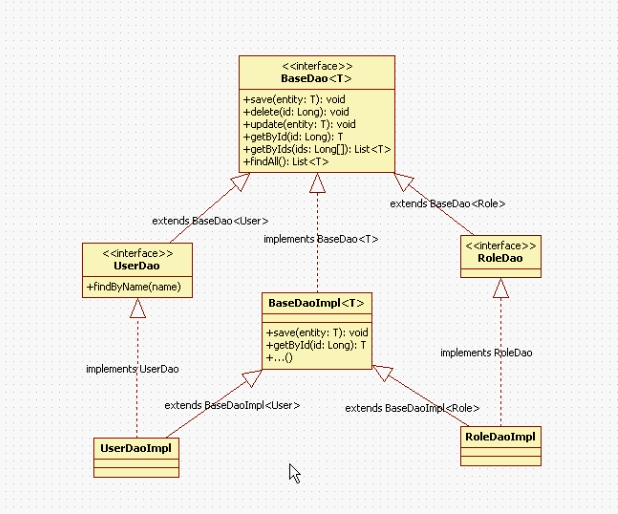 <<interface>>
BaseDao<T>
+save(entity: T): void
+delete(id: Long): void
+update(entity: T): void
+getById(id: Long): T
+getByIds(ids: Long[]): List<T>
+findAll(): List<T>
extends BaseDao<User>
extends BaseDao<Role>
implements BaseDao<T>
<<interface>>
UserDao
+findByName(name)
<<interface>>
RoleDao
BaseDaoImpl<T>
+save(entity: T): void
+getById(id: Long): T
+...()
implements UserDao
implements RoleDao
extends BaseDaoImpl<User>
extends BaseDaoImpl<Role>
UserDaoImpl
RoleDaoImpl